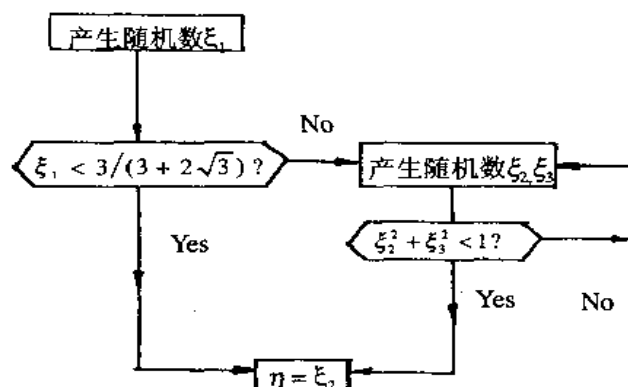 产生随机数ξ₁
No
ξ₁ < 3/(3 + 2√3) ?
产生随机数ξ₂,ξ₃
Yes
ξ₂² + ξ₃² < 1?
Yes
No
η = ξ₂